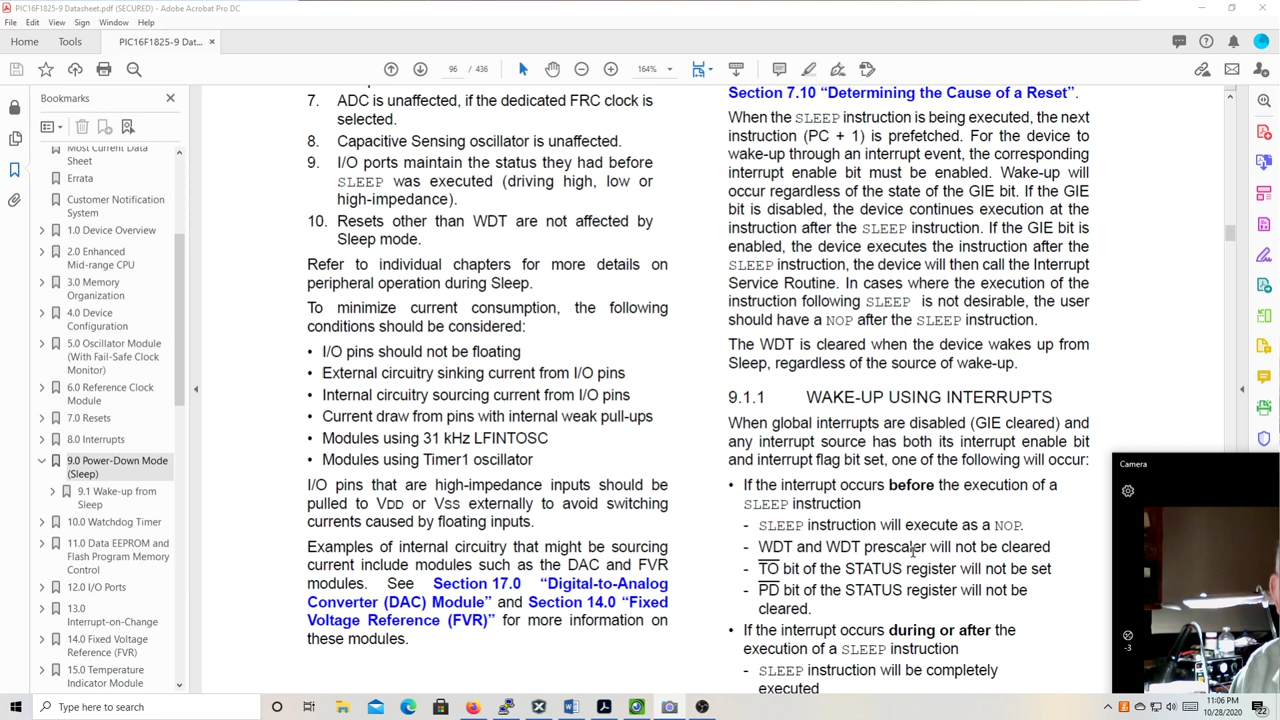 PIC16F1825-9 Datasheet.pdf (SECURED) - Adobe Acrobat Pro DC
File Edit View Sign Window Help
Home Tools PIC16F1825-9 Dat... ×
96 / 436 164%
Bookmarks
Most Current Data
Sheet
Errata
Customer Notification
System
1.0 Device Overview
2.0 Enhanced
Mid-range CPU
3.0 Memory
Organization
4.0 Device
Configuration
5.0 Oscillator Module
(With Fail-Safe Clock
Monitor)
6.0 Reference Clock
Module
7.0 Resets
8.0 Interrupts
9.0 Power-Down Mode
(Sleep)
9.1 Wake-up from
Sleep
10.0 Watchdog Timer
11.0 Data EEPROM and
Flash Program Memory
Control
12.0 I/O Ports
13.0
Interrupt-on-Change
14.0 Fixed Voltage
Reference (FVR)
15.0 Temperature
Indicator Module
7. ADC is unaffected, if the dedicated FRC clock is
selected.
8. Capacitive Sensing oscillator is unaffected.
9. I/O ports maintain the status they had before
SLEEP was executed (driving high, low or
high-impedance).
10. Resets other than WDT are not affected by
Sleep mode.
Refer to individual chapters for more details on
peripheral operation during Sleep.
To minimize current consumption, the following
conditions should be considered:
• I/O pins should not be floating
• External circuitry sinking current from I/O pins
• Internal circuitry sourcing current from I/O pins
• Current draw from pins with internal weak pull-ups
• Modules using 31 kHz LFINTOSC
• Modules using Timer1 oscillator
I/O pins that are high-impedance inputs should be
pulled to VDD or VSS externally to avoid switching
currents caused by floating inputs.
Examples of internal circuitry that might be sourcing
current include modules such as the DAC and FVR
modules. See Section 17.0 “Digital-to-Analog
Converter (DAC) Module” and Section 14.0 “Fixed
Voltage Reference (FVR)” for more information on
these modules.
Section 7.10 “Determining the Cause of a Reset”.
When the SLEEP instruction is being executed, the next
instruction (PC + 1) is prefetched. For the device to
wake-up through an interrupt event, the corresponding
interrupt enable bit must be enabled. Wake-up will
occur regardless of the state of the GIE bit. If the GIE
bit is disabled, the device continues execution at the
instruction after the SLEEP instruction. If the GIE bit is
enabled, the device executes the instruction after the
SLEEP instruction, the device will then call the Interrupt
Service Routine. In cases where the execution of the
instruction following SLEEP is not desirable, the user
should have a NOP after the SLEEP instruction.
The WDT is cleared when the device wakes up from
Sleep, regardless of the source of wake-up.
9.1.1 WAKE-UP USING INTERRUPTS
When global interrupts are disabled (GIE cleared) and
any interrupt source has both its interrupt enable bit
and interrupt flag bit set, one of the following will occur:
• If the interrupt occurs before the execution of a
SLEEP instruction
- SLEEP instruction will execute as a NOP.
- WDT and WDT prescaler will not be cleared
- TO bit of the STATUS register will not be set
- PD bit of the STATUS register will not be
cleared.
• If the interrupt occurs during or after the
execution of a SLEEP instruction
- SLEEP instruction will be completely
executed
Camera
-3
Type here to search
11:06 PM
10/28/2020
22